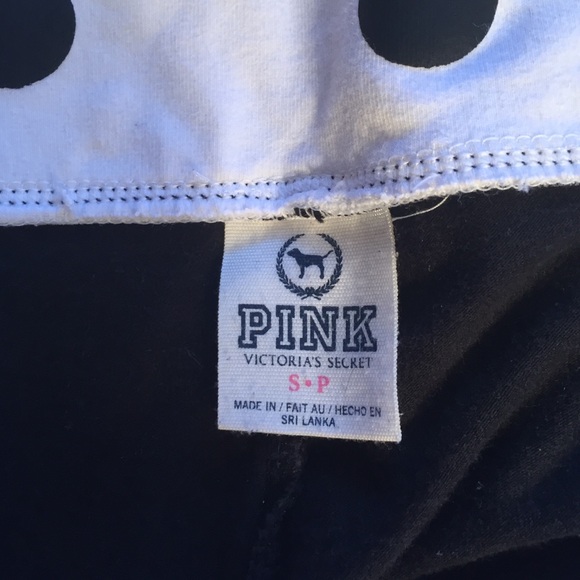 PINK
VICTORIA'S SECRET
S•P
MADE IN / FAIT AU / HECHO EN
SRI LANKA